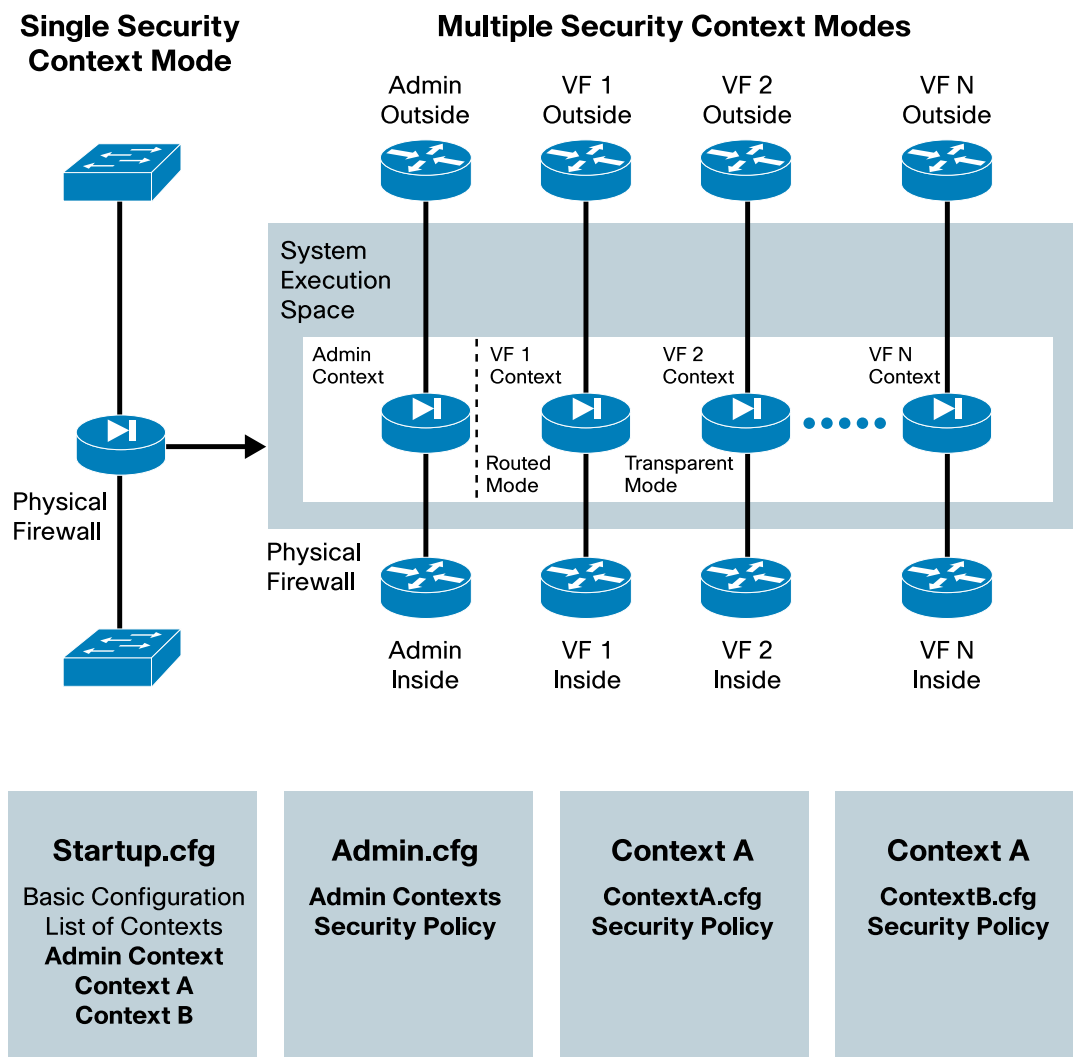 Single Security
Context Mode
Multiple Security Context Modes
Admin
Outside
VF 1
Outside
VF 2
Outside
VF N
Outside
System
Execution
Space
Admin
Context
VF 1
Context
VF 2
Context
VF N
Context
Routed
Mode
Transparent
Mode
Physical
Firewall
Physical
Firewall
Admin
Inside
VF 1
Inside
VF 2
Inside
VF N
Inside
Startup.cfg
Basic Configuration
List of Contexts
Admin Context
Context A
Context B
Admin.cfg
Admin Contexts
Security Policy
Context A
ContextA.cfg
Security Policy
Context A
ContextB.cfg
Security Policy